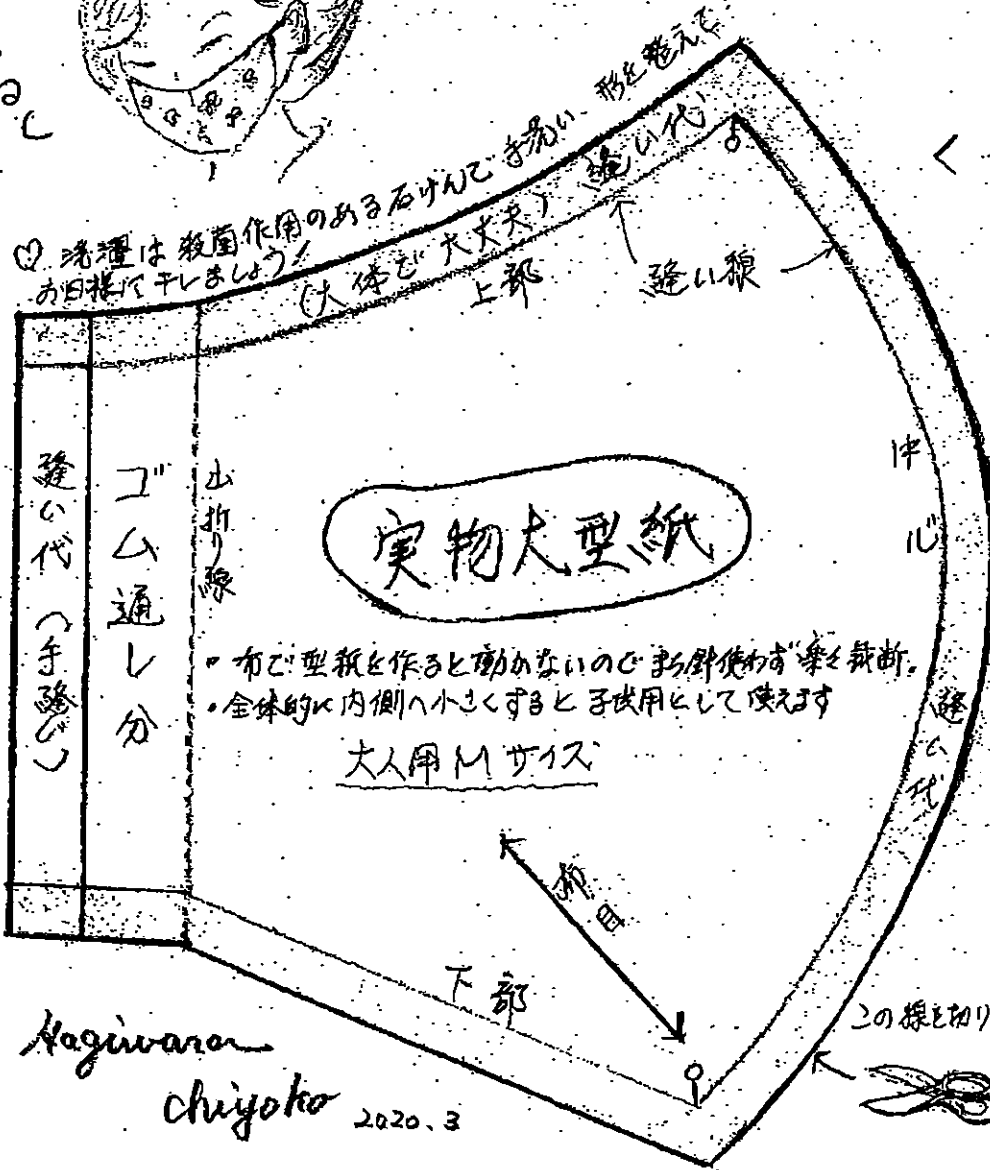 ♡ 洗濯は殺菌作用のある石けんで手洗い、形を整えて
お日様に干しましょう!
縫い代
(大体で大丈夫)
上部
縫い線
中心
縫い代
縫い代(手縫い)
ゴム通し分
山折り線
実物大型紙
・布で型紙を作ると動かないのでまち針使わず楽々裁断。
・全体的に内側へ小さくすると子供用として使えます
大人用Mサイズ
布目
下部
この線を切り
Hagiwara
chiyoko 2020.3